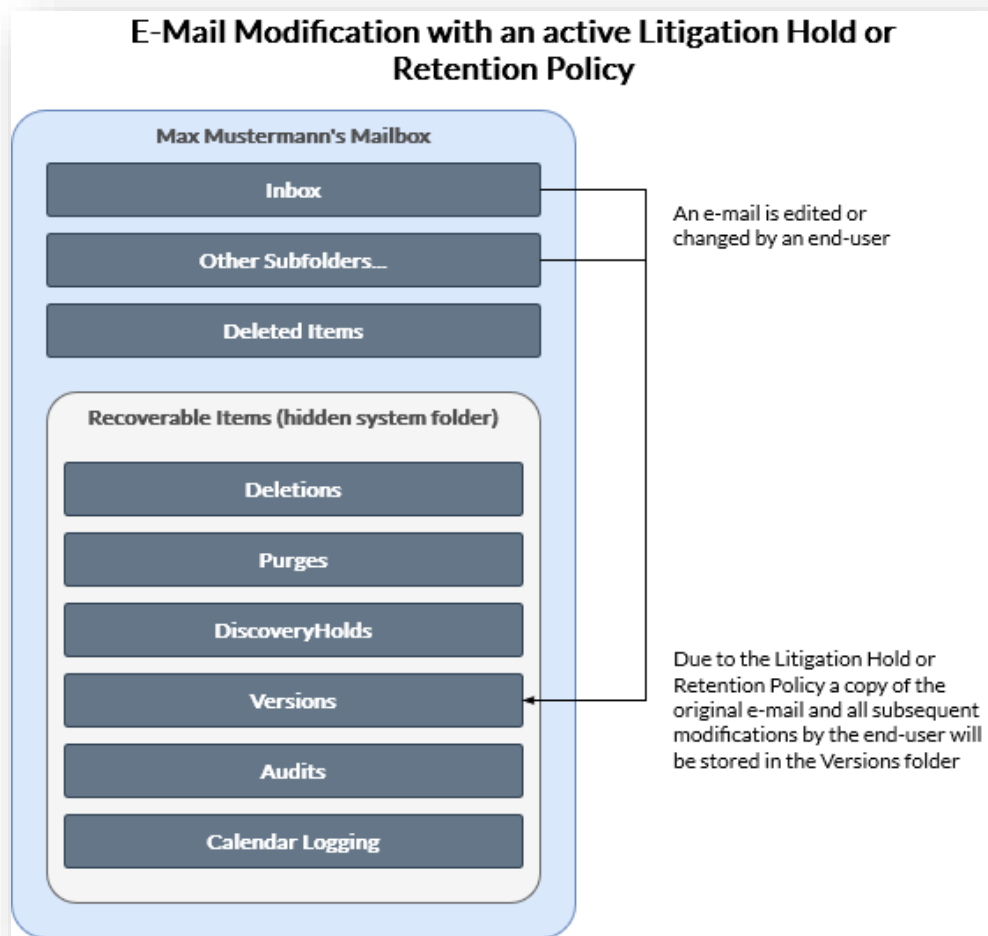 E-Mail Modification with an active Litigation Hold or
Retention Policy
Max Mustermann's Mailbox
Inbox
An e-mail is edited or
changed by an end-user
Other Subfolders...
Deleted Items
Recoverable Items (hidden system folder)
Deletions
Purges
DiscoveryHolds
Due to the Litigation Hold or
Retention Policy a copy of the
original e-mail and all subsequent
modifications by the end-user will
be stored in the Versions folder
Versions
Audits
Calendar Logging